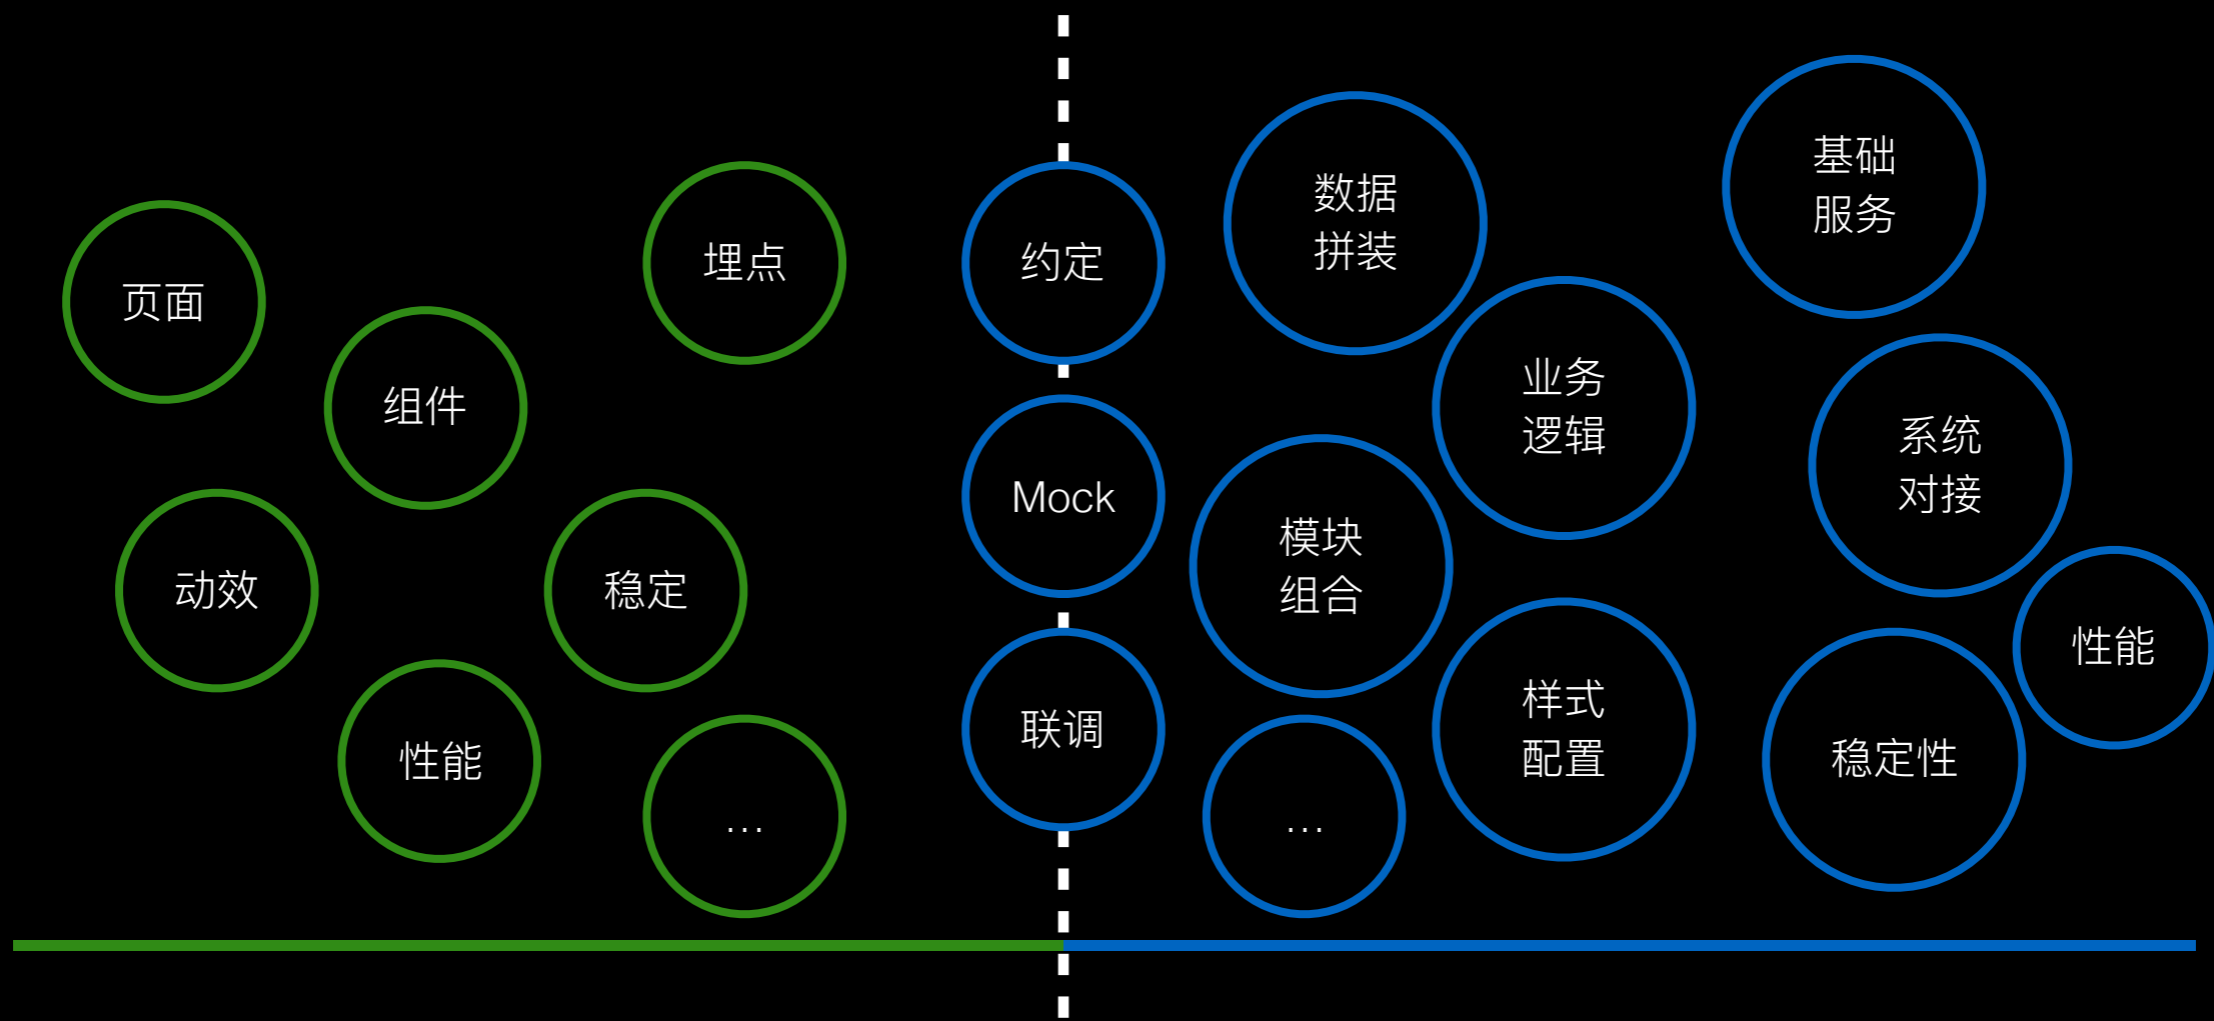 页面
组件
埋点
动效
稳定
性能
…
约定
Mock
联调
数据
拼装
业务
逻辑
模块
组合
样式
配置
…
基础
服务
系统
对接
性能
稳定性